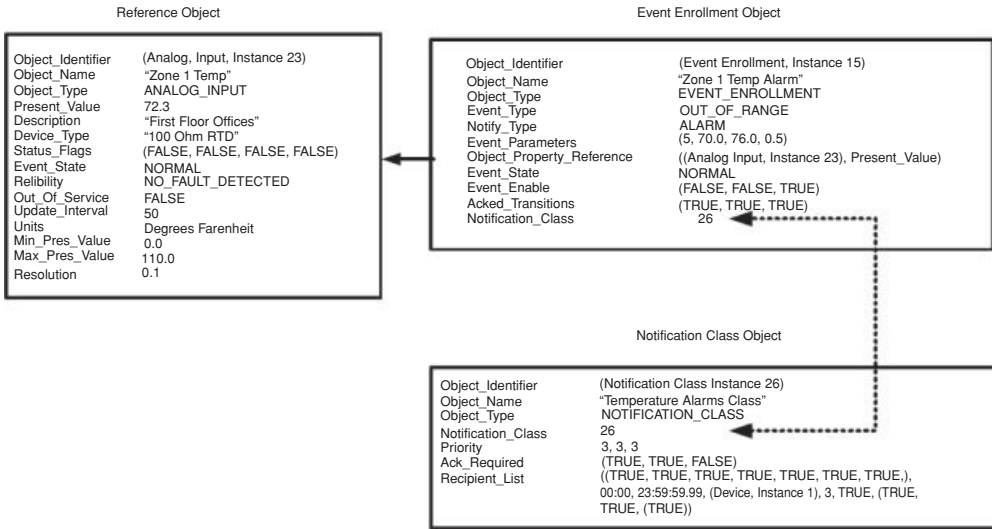 Reference Object
Object_Identifier (Analog, Input, Instance 23)
Object_Name “Zone 1 Temp”
Object_Type ANALOG_INPUT
Present_Value 72.3
Description “First Floor Offices”
Device_Type “100 Ohm RTD”
Status_Flags (FALSE, FALSE, FALSE, FALSE)
Event_State NORMAL
Relibility NO_FAULT_DETECTED
Out_Of_Service FALSE
Update_Interval 50
Units Degrees Farenheit
Min_Pres_Value 0.0
Max_Pres_Value 110.0
Resolution 0.1
Event Enrollment Object
Object_Identifier (Event Enrollment, Instance 15)
Object_Name “Zone 1 Temp Alarm”
Object_Type EVENT_ENROLLMENT
Event_Type OUT_OF_RANGE
Notify_Type ALARM
Event_Parameters (5, 70.0, 76.0, 0.5)
Object_Property_Reference ((Analog Input, Instance 23), Present_Value)
Event_State NORMAL
Event_Enable (FALSE, FALSE, TRUE)
Acked_Transitions (TRUE, TRUE, TRUE)
Notification_Class 26
Notification Class Object
Object_Identifier (Notification Class Instance 26)
Object_Name “Temperature Alarms Class”
Object_Type NOTIFICATION_CLASS
Notification_Class 26
Priority 3, 3, 3
Ack_Required (TRUE, TRUE, FALSE)
Recipient_List ((TRUE, TRUE, TRUE, TRUE, TRUE, TRUE, TRUE,),
00:00, 23:59:59.99, (Device, Instance 1), 3, TRUE, (TRUE,
TRUE, (TRUE))